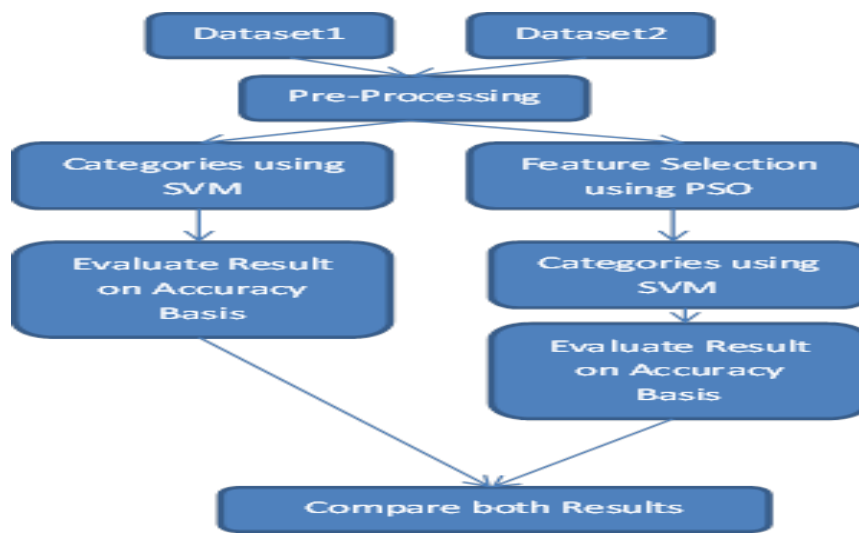 Dataset1
Dataset2
Pre-Processing
Categories using
SVM
Feature Selection
using PSO
Evaluate Result
on Accuracy
Basis
Categories using
SVM
Evaluate Result
on Accuracy
Basis
Compare both Results